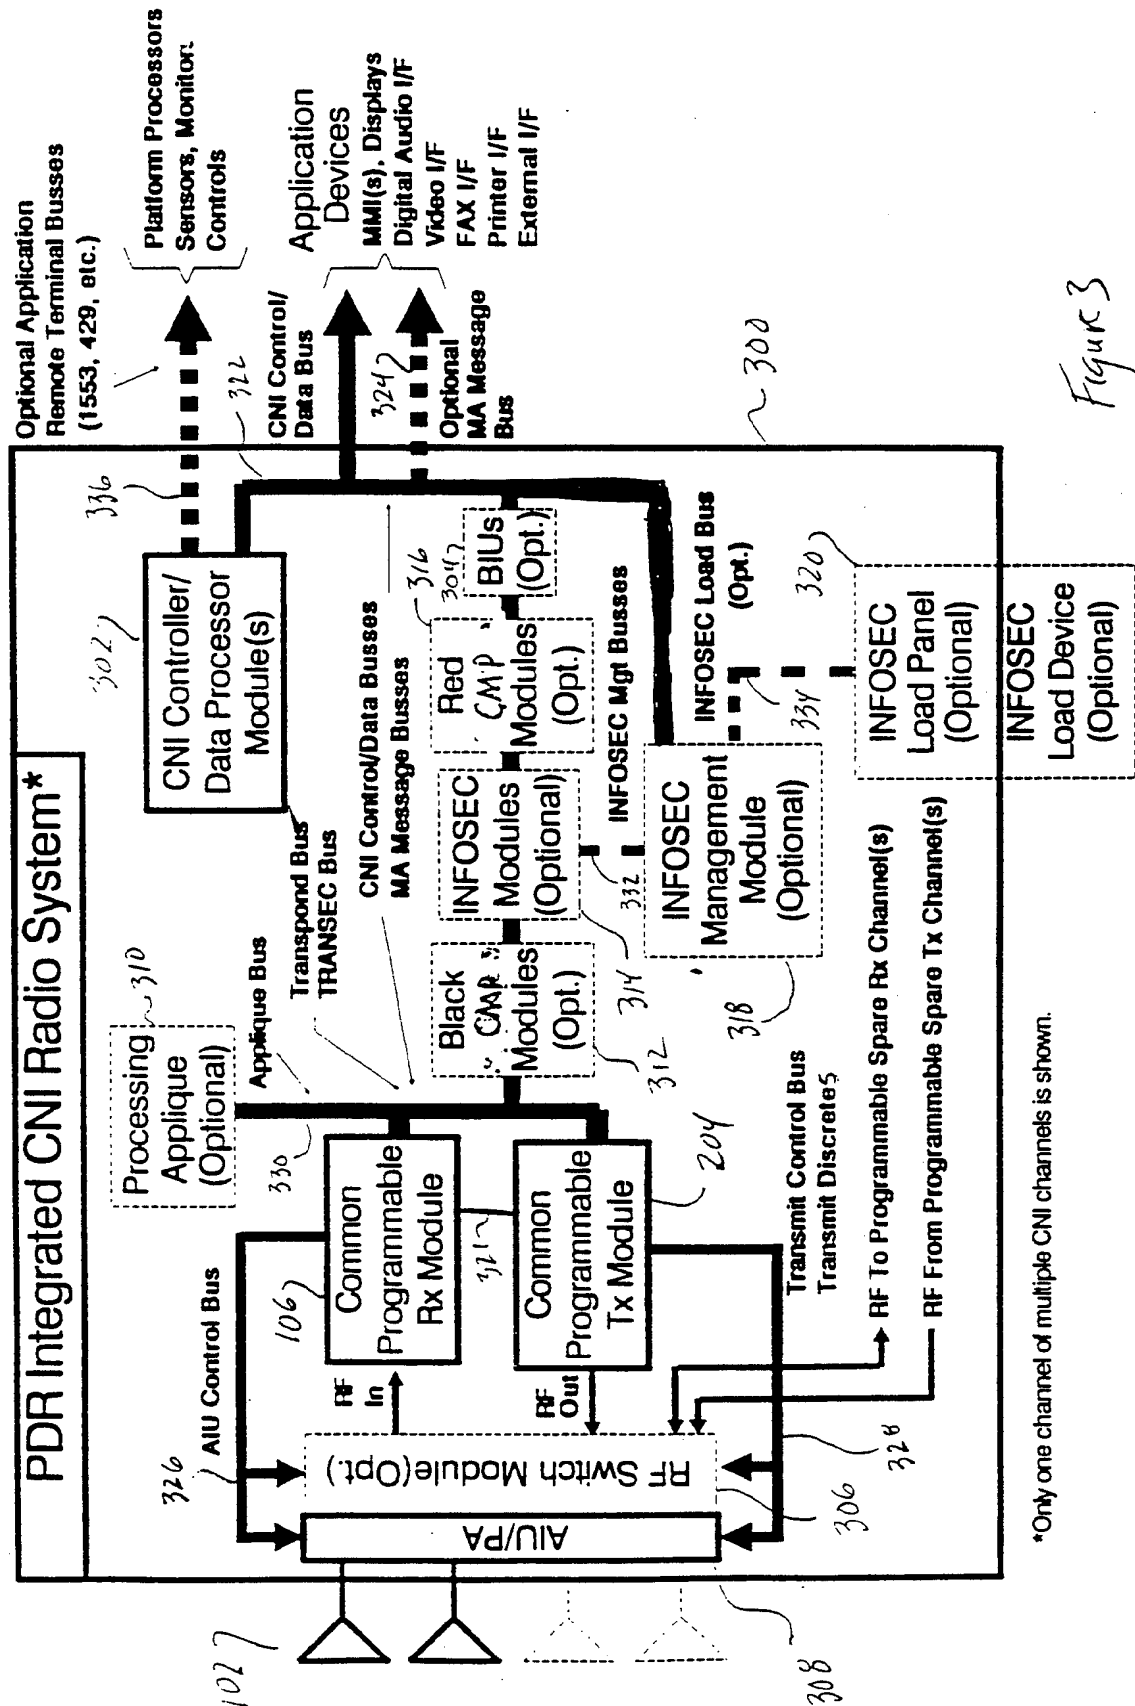 PDR Integrated CNI Radio System*
Optional Application
Remote Terminal Busses
(1553, 429, etc.)
Platform Processors
Sensors, Monitor,
Controls
336
322
302
CNI Controller/
Data Processor
Module(s)
CNI Control/
Data Bus
324
Optional
MA Message
Bus
Application
Devices
MMI(s), Displays
Digital Audio I/F
Video I/F
FAX I/F
Printer I/F
External I/F
310
Processing
Applique
(Optional)
Applique Bus
330
Transpond Bus
TRANSEC Bus
CNI Control/Data Busses
MA Message Busses
326
AIU Control Bus
106
Common
Programmable
Rx Module
321
Common
Programmable
Tx Module
204
RF
In
RF
Out
RF Switch Module(Opt.)
AIU/PA
102
308
306
328
Black
CMP
Modules
(Opt.)
312
INFOSEC
Modules
(Optional)
314
Red
CMP
Modules
(Opt.)
316
304
BIUs
(Opt.)
332
INFOSEC Mgt Busses
INFOSEC
Management
Module
(Optional)
318
INFOSEC Load Bus
(Opt.)
334
320
INFOSEC
Load Panel
(Optional)
INFOSEC
Load Device
(Optional)
Transmit Control Bus
Transmit Discretes
RF To Programmable Spare Rx Channel(s)
RF From Programmable Spare Tx Channel(s)
300
*Only one channel of multiple CNI channels is shown.
Figure 3